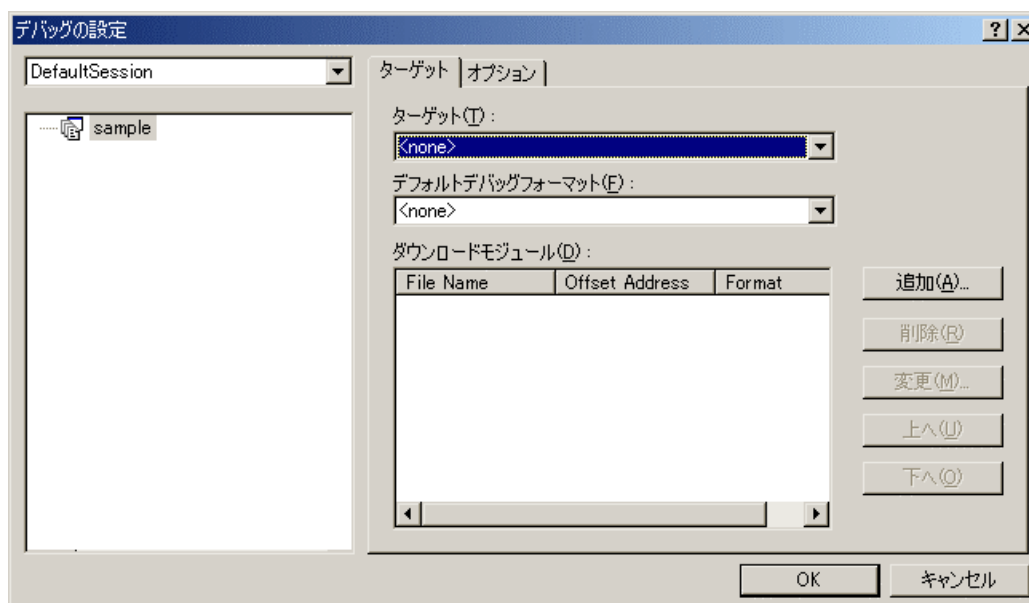 デバッグの設定
DefaultSession
sample
ターゲット オプション
ターゲット(T) :
<none>
デフォルトデバッグフォーマット(F) :
<none>
ダウンロードモジュール(D) :
File Name Offset Address Format
追加(A)...
削除(R)
変更(M)...
上へ(U)
下へ(O)
OK キャンセル